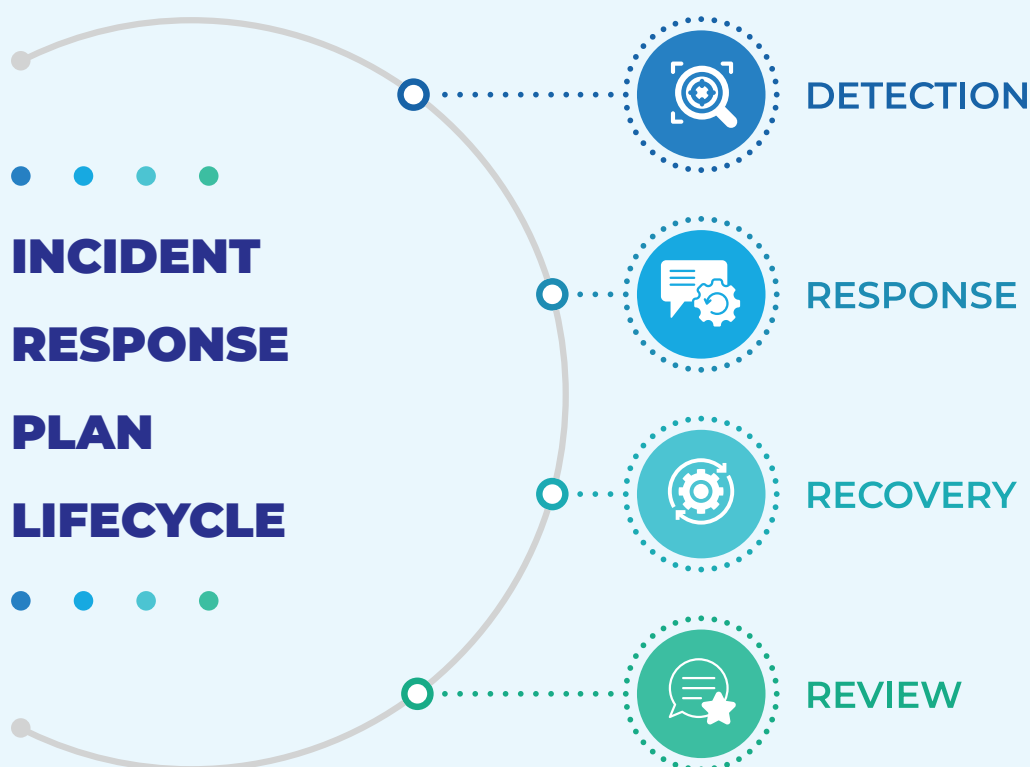 INCIDENT
RESPONSE
PLAN
LIFECYCLE
DETECTION
RESPONSE
RECOVERY
REVIEW